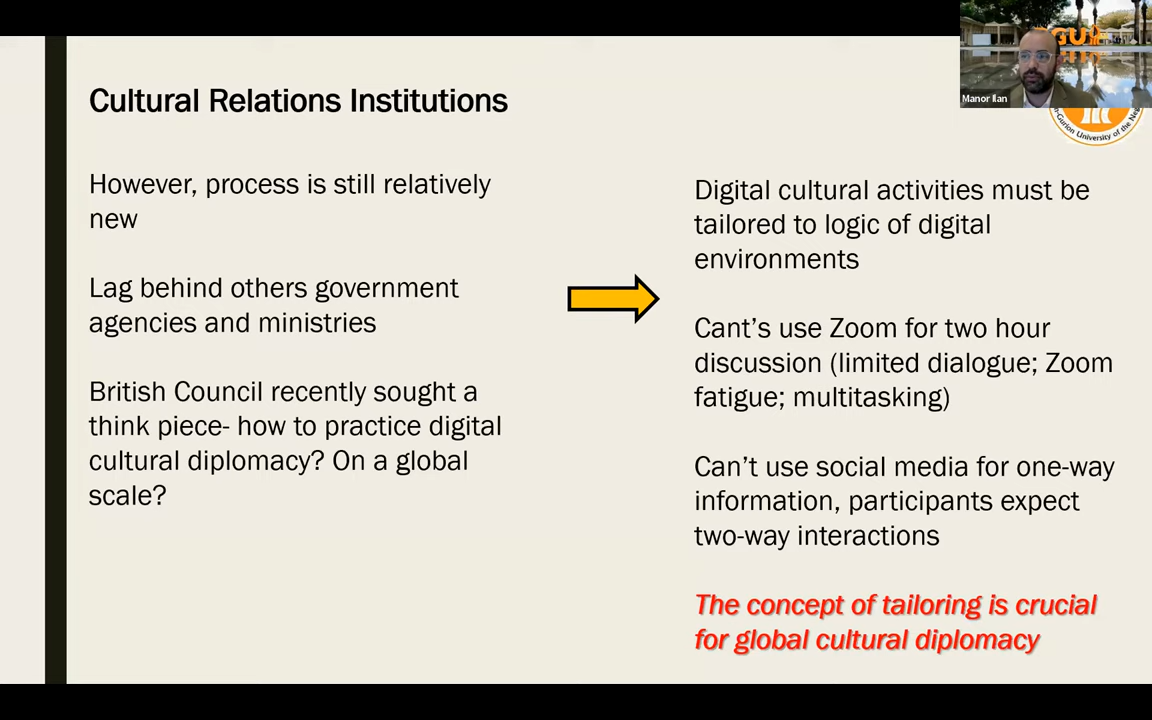 Cultural Relations Institutions
However, process is still relatively
new
Lag behind others government
agencies and ministries
British Council recently sought a
think piece- how to practice digital
cultural diplomacy? On a global
scale?
Digital cultural activities must be
tailored to logic of digital
environments
Cant's use Zoom for two hour
discussion (limited dialogue; Zoom
fatigue; multitasking)
Can't use social media for one-way
information, participants expect
two-way interactions
The concept of tailoring is crucial
for global cultural diplomacy
Manor Ilan
University of the